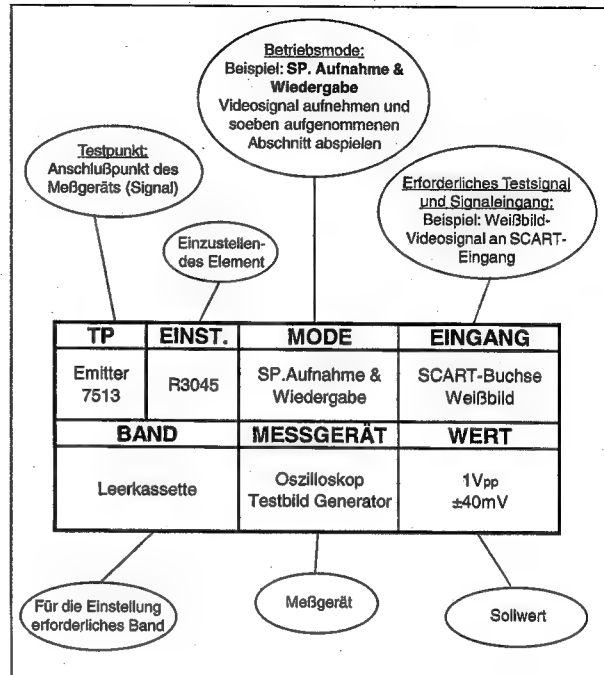 Betriebsmode:
Beispiel: SP. Aufnahme &
Wiedergabe
Videosignal aufnehmen und
soeben aufgenommenen
Abschnitt abspielen
Testpunkt:
Anschlußpunkt des
Meßgeräts (Signal)
Erforderliches Testsignal
und Signaleingang:
Beispiel: Weißbild-
Videosignal an SCART-
Eingang
Einzustellen-
des Element
TP EINST. MODE EINGANG
Emitter
7513
R3045
SP.Aufnahme &
Wiedergabe
SCART-Buchse
Weißbild
BAND MESSGERÄT WERT
Leerkassette
Oszilloskop
Testbild Generator
1Vpp
±40mV
Für die Einstellung
erforderliches Band
Meßgerät
Sollwert